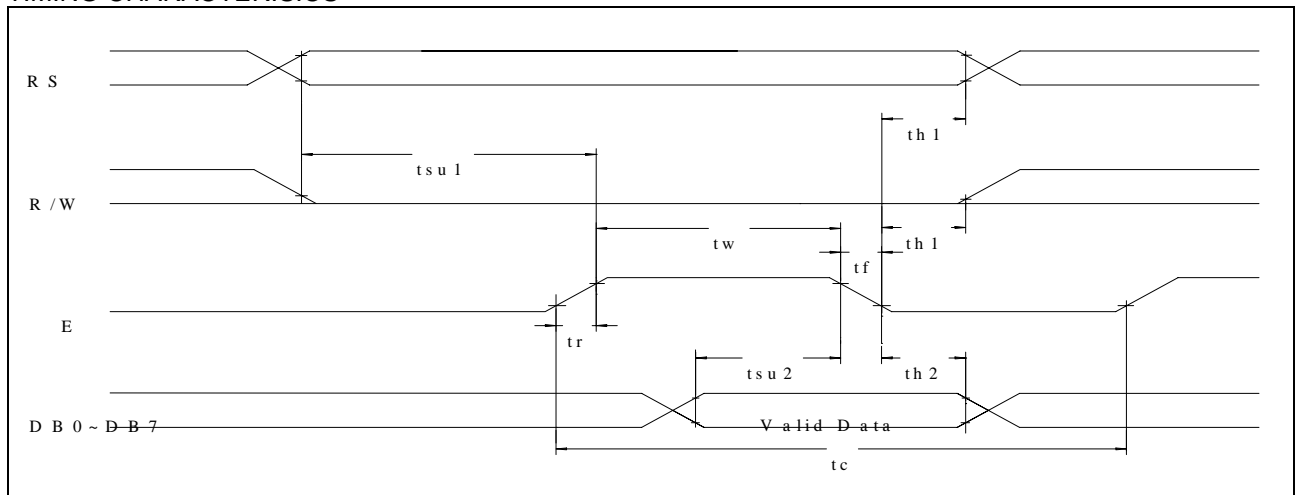 RS
th1
tsu1
R/W
th1
tw
tf
E
tr
tsu2
th2
DB0~DB7
Valid Data
tc